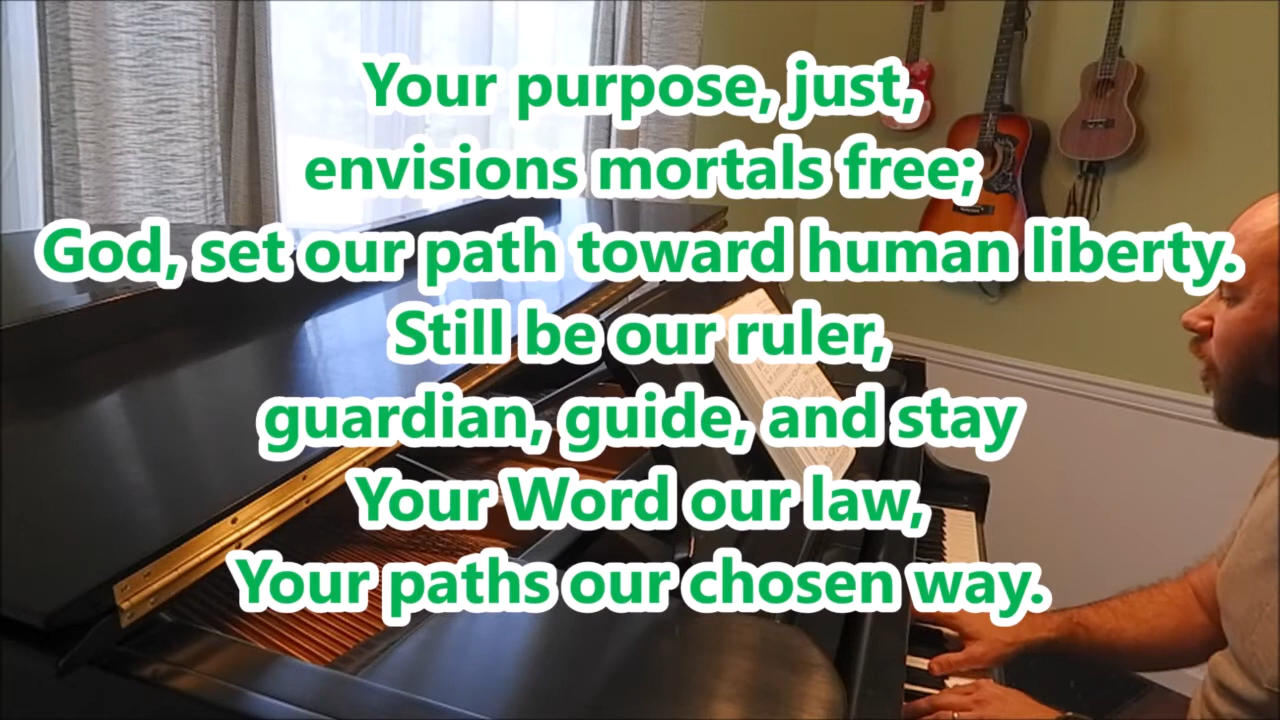 Your purpose, just,
envisions mortals free;
God, set our path toward human liberty.
Still be our ruler,
guardian, guide, and stay
Your Word our law,
Your paths our chosen way.